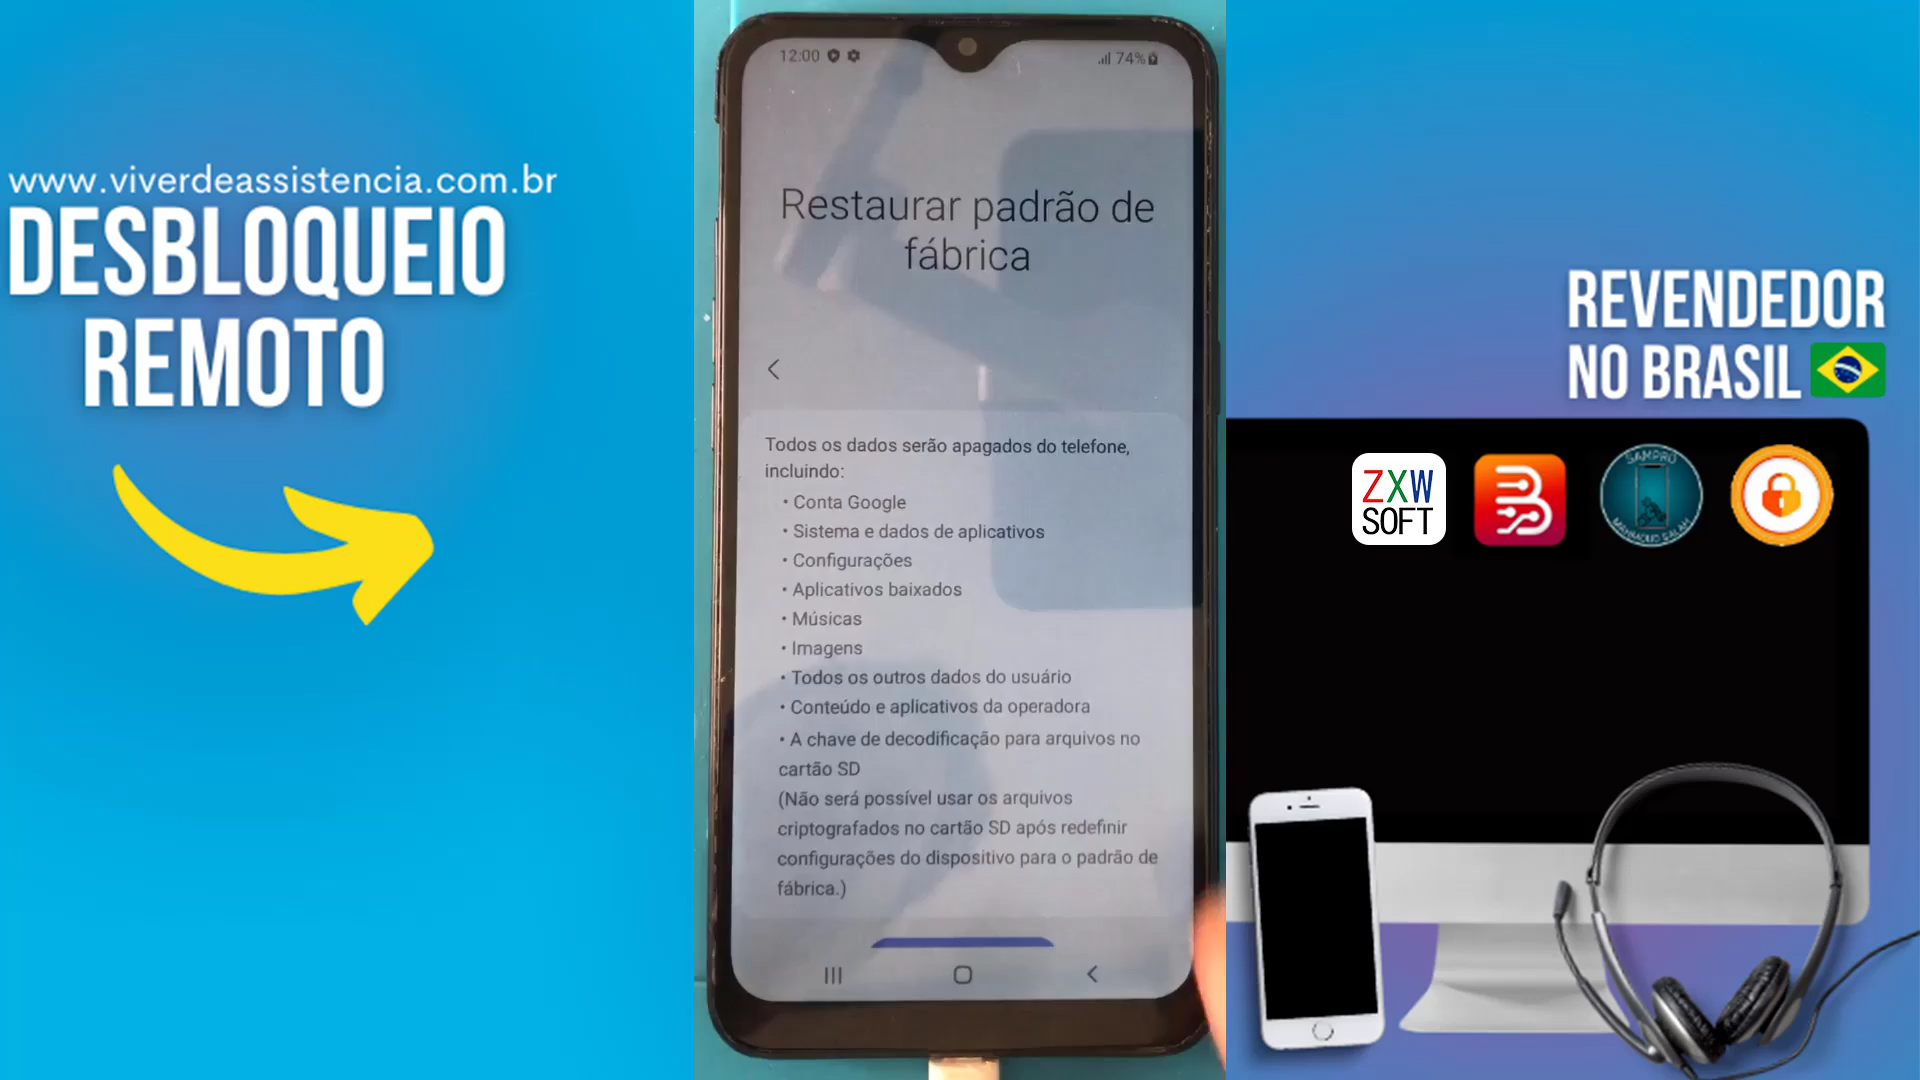 www.viverdeassistencia.com.br
DESBLOQUEIO
REMOTO
12:00
74%
Restaurar padrão de
fábrica
Todos os dados serão apagados do telefone,
incluindo:
• Conta Google
• Sistema e dados de aplicativos
• Configurações
• Aplicativos baixados
• Músicas
• Imagens
• Todos os outros dados do usuário
• Conteúdo e aplicativos da operadora
• A chave de decodificação para arquivos no
cartão SD
(Não será possível usar os arquivos
criptografados no cartão SD após redefinir
configurações do dispositivo para o padrão de
fábrica.)
REVENDEDOR
NO BRASIL
ZXW
SOFT
SAMPRO
MAHMOUD SALAH